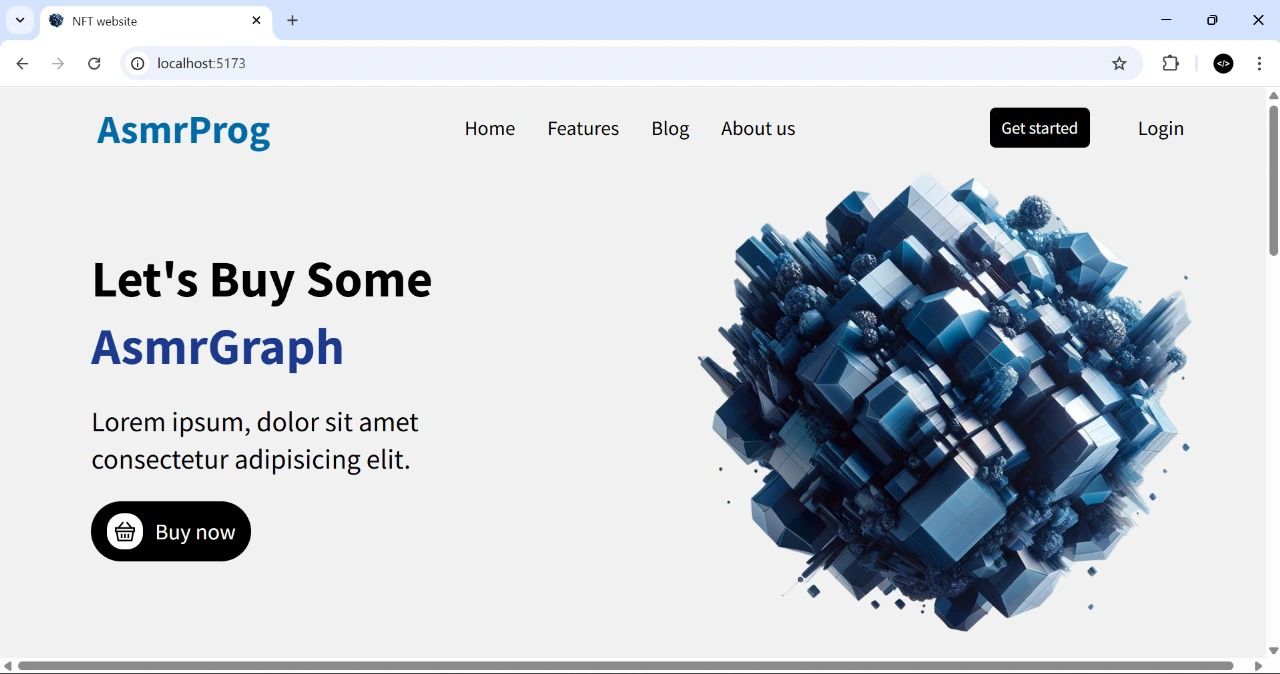 NFT website
localhost:5173
AsmrProg
Home Features Blog About us Get started Login
Let's Buy Some
AsmrGraph
Lorem ipsum, dolor sit amet
consectetur adipisicing elit.
Buy now